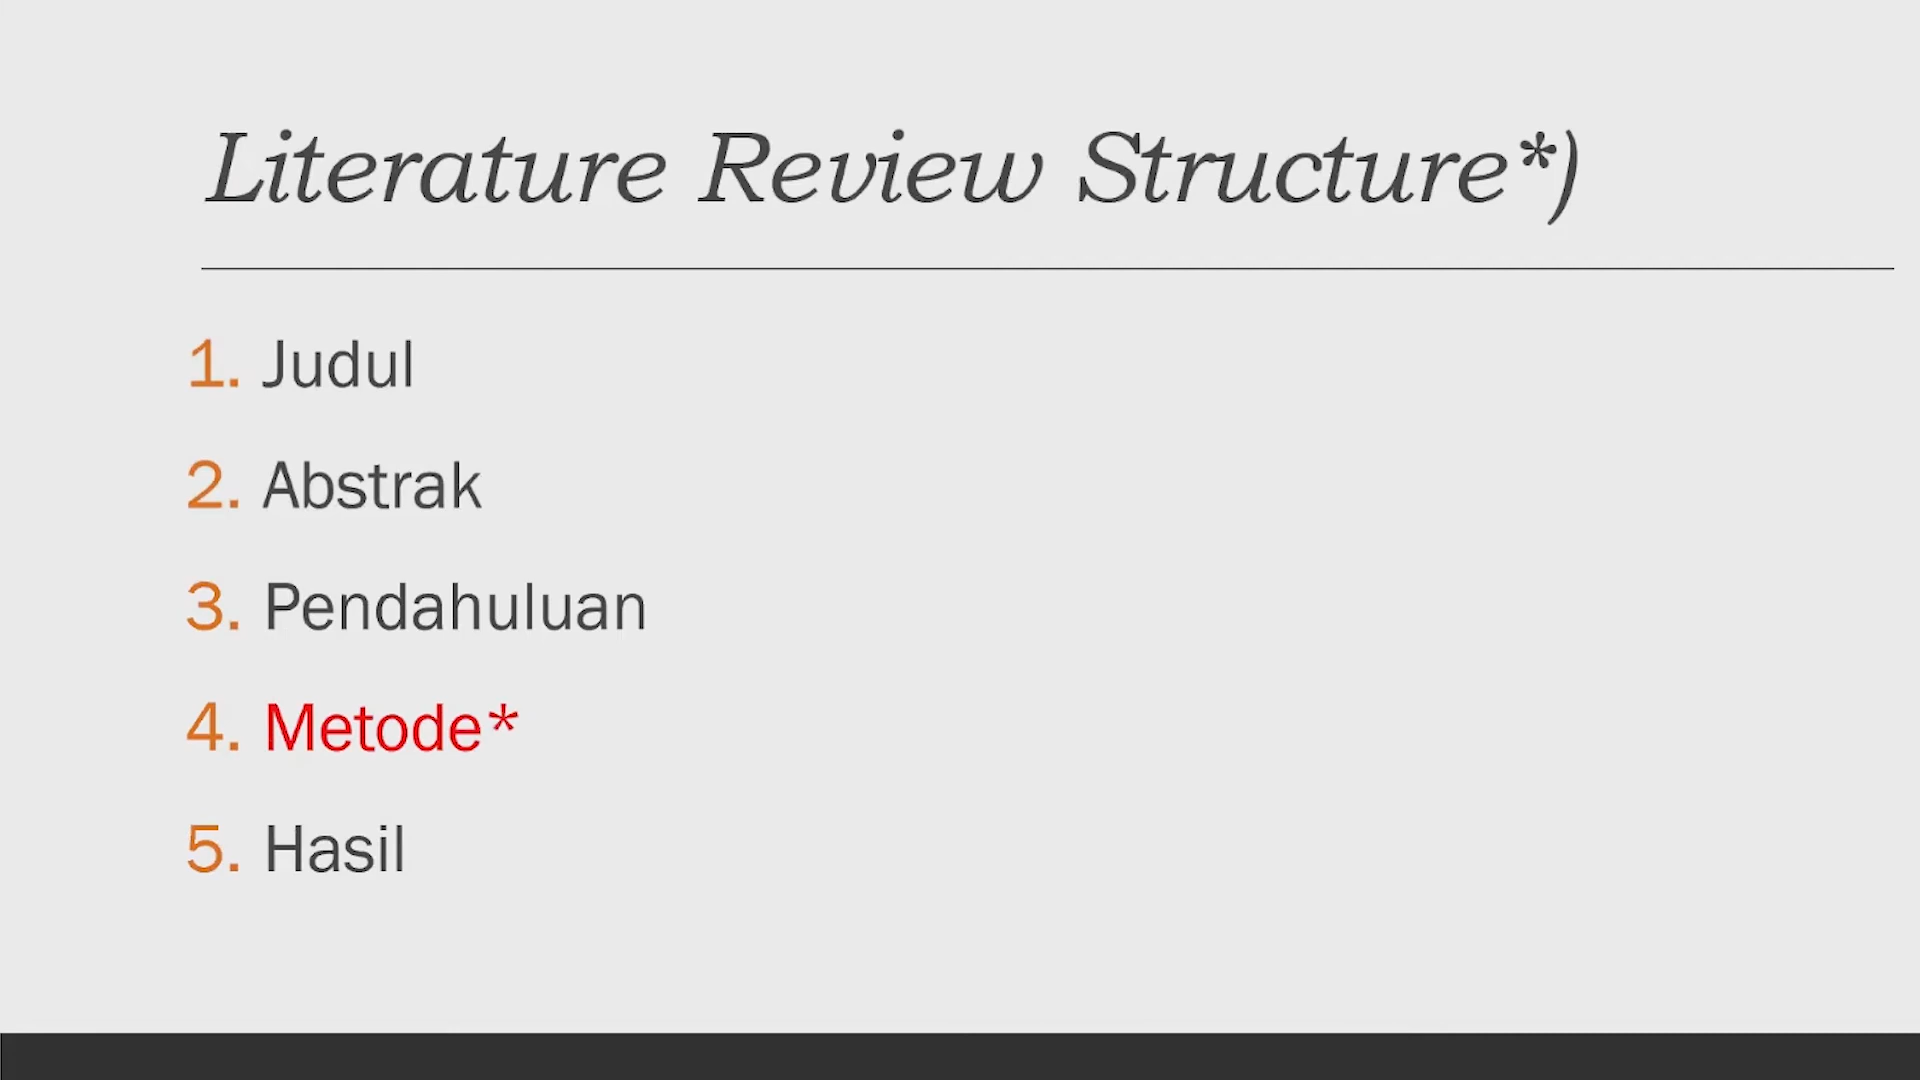 Literature Review Structure*)
1. Judul
2. Abstrak
3. Pendahuluan
4. Metode*
5. Hasil